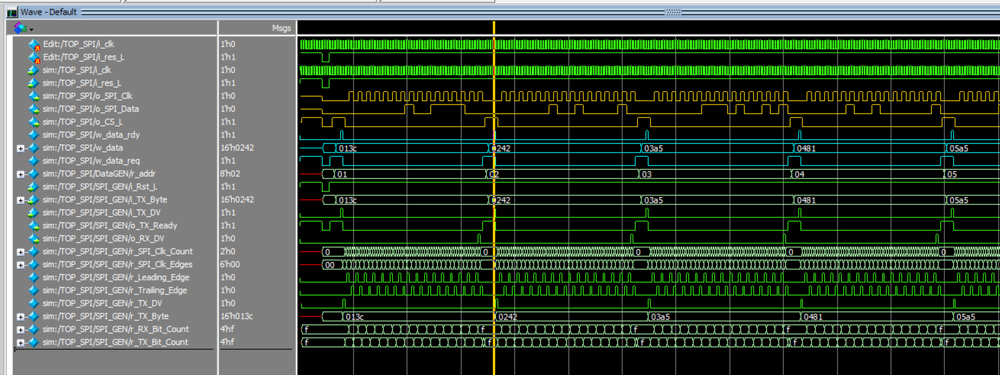 Wave - Default
Msgs
Edit:/TOP_SPI/i_clk 1'h0
Edit:/TOP_SPI/i_res_L 1'h1
sim:/TOP_SPI/i_clk 1'h0
sim:/TOP_SPI/i_res_L 1'h1
sim:/TOP_SPI/o_SPI_Clk 1'h0
sim:/TOP_SPI/o_SPI_Data 1'h0
sim:/TOP_SPI/o_CS_L 1'h1
sim:/TOP_SPI/w_data_rdy 1'h1
sim:/TOP_SPI/w_data 16'h0242 013c 242 03a5 0481 05a5
sim:/TOP_SPI/w_data_req 1'h1
sim:/TOP_SPI/DataGEN/r_addr 8'h02 01 02 03 04 05
sim:/TOP_SPI/SPI_GEN/i_Rst_L 1'h1
sim:/TOP_SPI/SPI_GEN/i_TX_Byte 16'h0242 013c 242 03a5 0481 05a5
sim:/TOP_SPI/SPI_GEN/i_TX_DV 1'h1
sim:/TOP_SPI/SPI_GEN/o_TX_Ready 1'h1
sim:/TOP_SPI/SPI_GEN/o_RX_DV 1'h0
sim:/TOP_SPI/SPI_GEN/r_SPI_Clk_Count 2'h0 0 0 0 0 0
sim:/TOP_SPI/SPI_GEN/r_SPI_Clk_Edges 6'h00 00
sim:/TOP_SPI/SPI_GEN/r_Leading_Edge 1'h0
sim:/TOP_SPI/SPI_GEN/r_Trailing_Edge 1'h0
sim:/TOP_SPI/SPI_GEN/r_TX_DV 1'h0
sim:/TOP_SPI/SPI_GEN/r_TX_Byte 16'h013c 013c 0242 03a5 0481 05a5
sim:/TOP_SPI/SPI_GEN/r_RX_Bit_Count 4'hf f f f f f
sim:/TOP_SPI/SPI_GEN/r_TX_Bit_Count 4'hf f f f f f